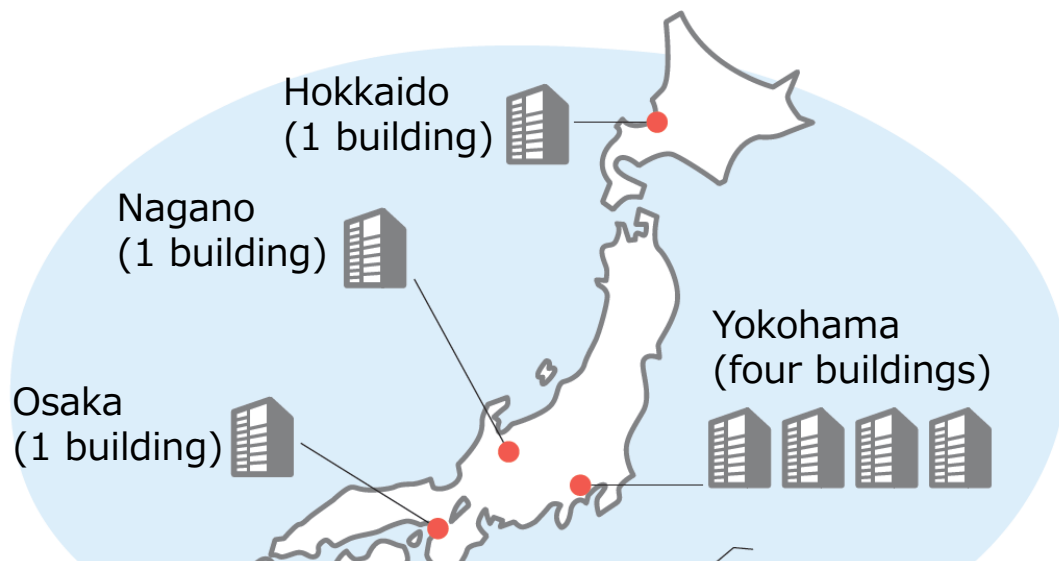 Hokkaido
(1 building)
Nagano
(1 building)
Yokohama
(four buildings)
Osaka
(1 building)